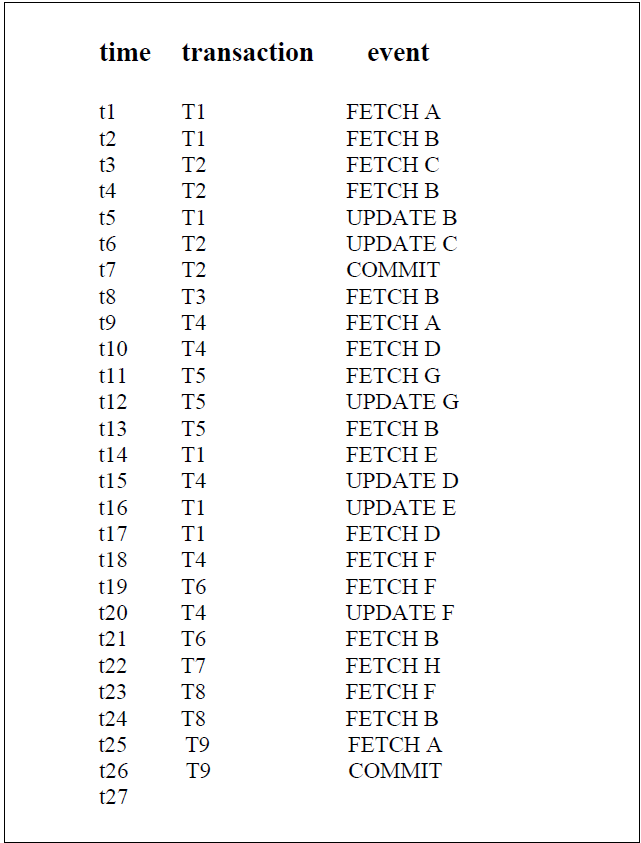 time transaction event
t1 T1 FETCH A
t2 T1 FETCH B
t3 T2 FETCH C
t4 T2 FETCH B
t5 T1 UPDATE B
t6 T2 UPDATE C
t7 T2 COMMIT
t8 T3 FETCH B
t9 T4 FETCH A
t10 T4 FETCH D
t11 T5 FETCH G
t12 T5 UPDATE G
t13 T5 FETCH B
t14 T1 FETCH E
t15 T4 UPDATE D
t16 T1 UPDATE E
t17 T1 FETCH D
t18 T4 FETCH F
t19 T6 FETCH F
t20 T4 UPDATE F
t21 T6 FETCH B
t22 T7 FETCH H
t23 T8 FETCH F
t24 T8 FETCH B
t25 T9 FETCH A
t26 T9 COMMIT
t27